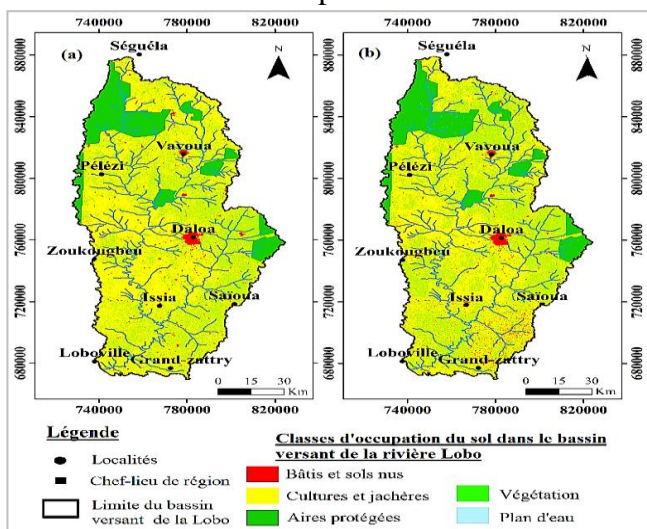 740000 780000 820000 740000 780000 820000
880000 840000 800000 760000 720000 680000
(a)
Séguéla
N
Vavoua
Pélézi
Daloa
Zoukougbeu
Issia
Saïoua
Loboville
Grand-zattry
0 15 30
Km
740000 780000 820000
(b)
Séguéla
N
Vavoua
Pélézi
Daloa
Zoukougbeu
Issia
Saïoua
Loboville
Grand-zattry
0 15 30
Km
740000 780000 820000
880000 840000 800000 760000 720000 680000
Légende
Localités
Chef-lieu de région
Limite du bassin
versant de la Lobo
Classes d'occupation du sol dans le bassin
versant de la rivière Lobo
Bâtis et sols nus
Cultures et jachères
Aires protégées
Végétation
Plan d'eau